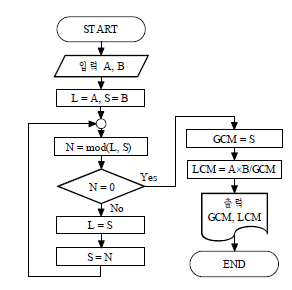 START
입력 A, B
L = A, S = B
N = mod(L, S)
N = 0
Yes
No
L = S
S = N
GCM = S
LCM = A×B/GCM
출력
GCM, LCM
END